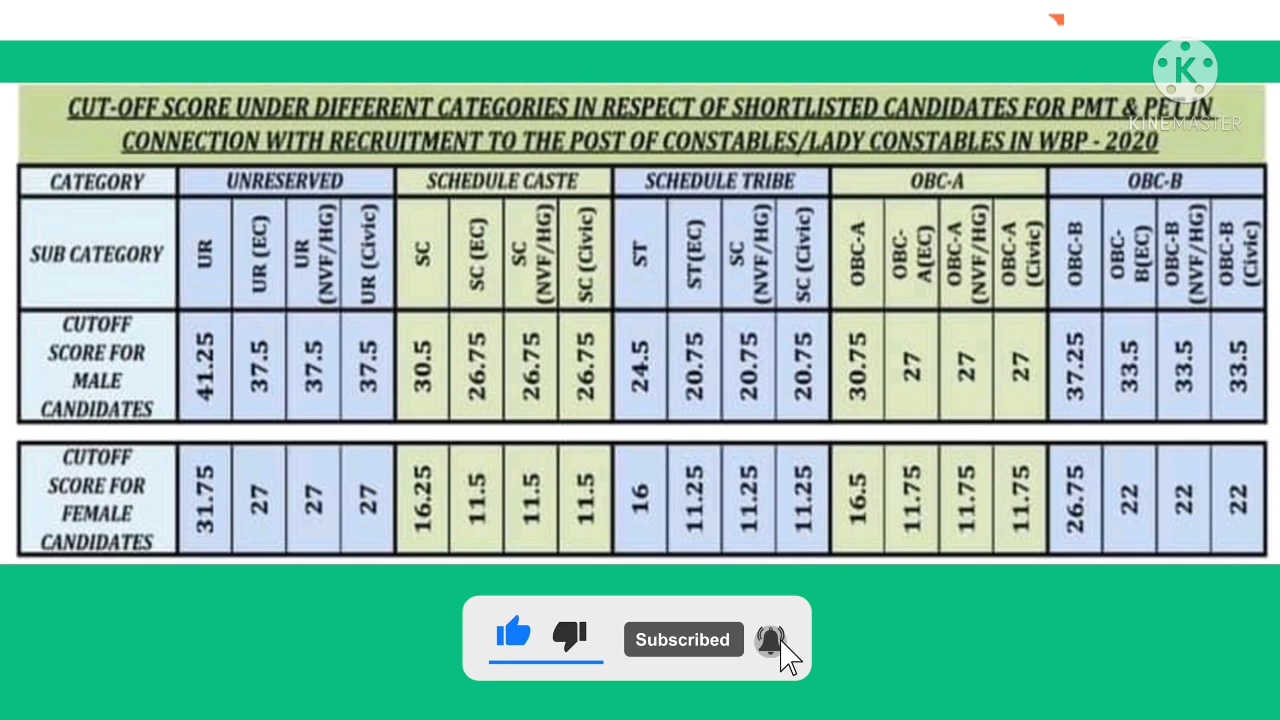 K
KINEMASTER
CUT-OFF SCORE UNDER DIFFERENT CATEGORIES IN RESPECT OF SHORTLISTED CANDIDATES FOR PMT & PET IN
CONNECTION WITH RECRUITMENT TO THE POST OF CONSTABLES/LADY CONSTABLES IN WBP - 2020
CATEGORY UNRESERVED SCHEDULE CASTE SCHEDULE TRIBE OBC-A OBC-B
SUB CATEGORY UR UR (EC) UR (NVF/HG) UR (Civic) SC SC (EC) SC (NVF/HG) SC (Civic) ST ST(EC) SC (NVF/HG) SC (Civic) OBC-A OBC-A(EC) OBC-A (NVF/HG) OBC-A (Civic) OBC-B OBC-B(EC) OBC-B (NVF/HG) OBC-B (Civic)
CUTOFF
SCORE FOR
MALE
CANDIDATES
41.25 37.5 37.5 37.5 30.5 26.75 26.75 26.75 24.5 20.75 20.75 20.75 30.75 27 27 27 37.25 33.5 33.5 33.5
CUTOFF
SCORE FOR
FEMALE
CANDIDATES
31.75 27 27 27 16.25 11.5 11.5 11.5 16 11.25 11.25 11.25 16.5 11.75 11.75 11.75 26.75 22 22 22
Subscribed